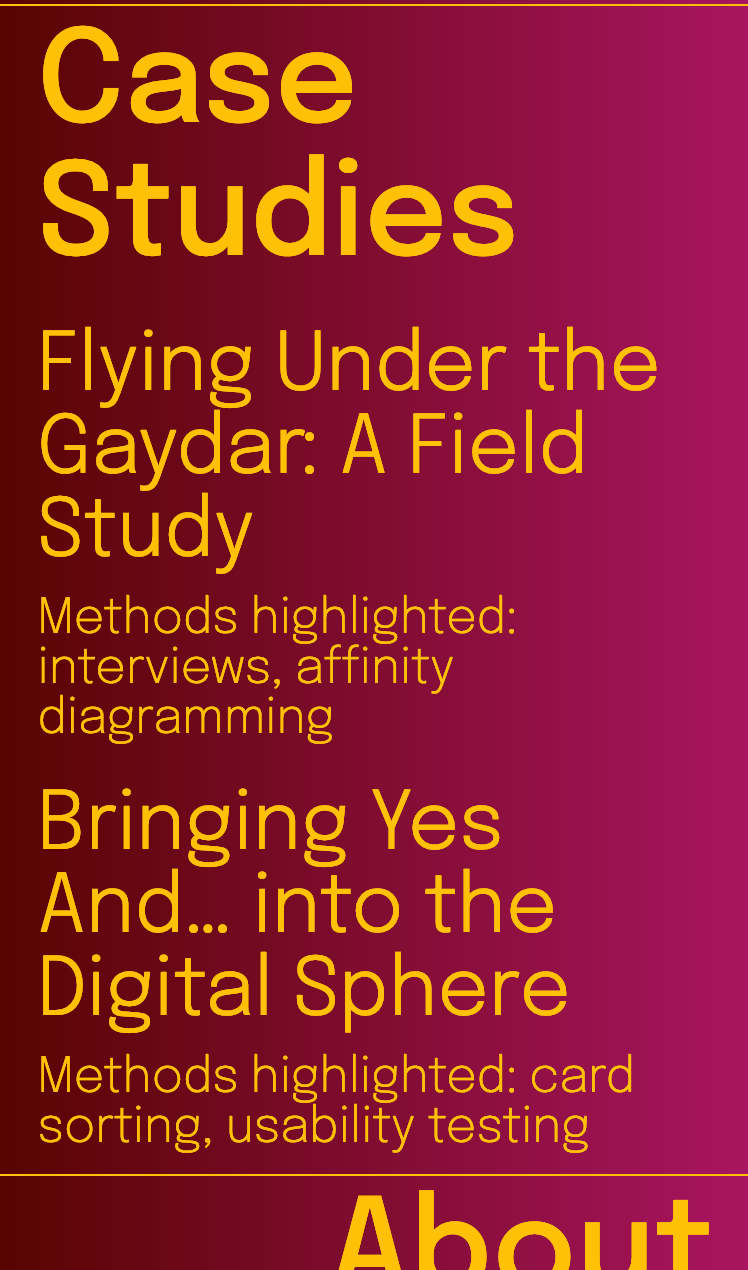 Case
Studies
Flying Under the
Gaydar: A Field
Study
Methods highlighted:
interviews, affinity
diagramming
Bringing Yes
And… into the
Digital Sphere
Methods highlighted: card
sorting, usability testing
About